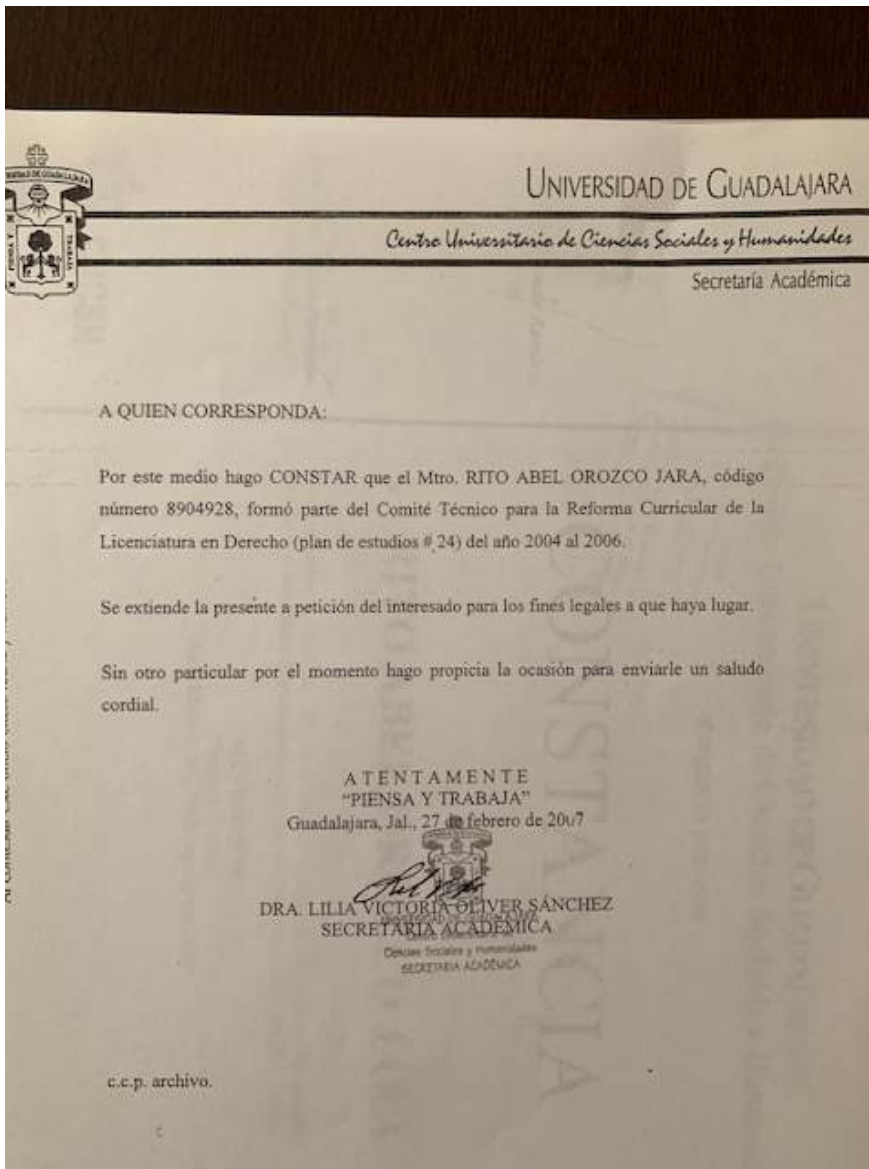 UNIVERSIDAD DE GUADALAJARA
Centro Universitario de Ciencias Sociales y Humanidades
Secretaría Académica
PIENSA Y
TRABAJA
A QUIEN CORRESPONDA:
Por este medio hago CONSTAR que el Mtro. RITO ABEL OROZCO JARA, código
número 8904928, formó parte del Comité Técnico para la Reforma Curricular de la
Licenciatura en Derecho (plan de estudios # 24) del año 2004 al 2006.
Se extiende la presente a petición del interesado para los fines legales a que haya lugar.
Sin otro particular por el momento hago propicia la ocasión para enviarle un saludo
cordial.
A T E N T A M E N T E
“PIENSA Y TRABAJA”
Guadalajara, Jal., 27 de febrero de 2007
DRA. LILIA VICTORIA OLIVER SÁNCHEZ
SECRETARIA ACADÉMICA
Ciencias Sociales y Humanidades
SECRETARIA ACADÉMICA
c.c.p. archivo.